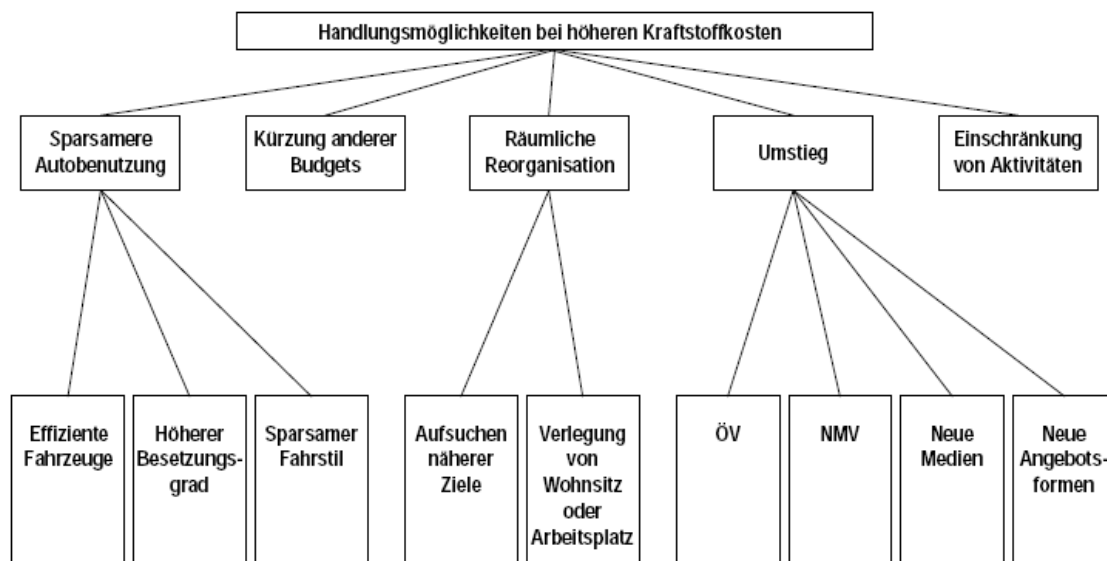 Handlungsmöglichkeiten bei höheren Kraftstoffkosten
Sparsamere
Autobenutzung
Kürzung anderer
Budgets
Räumliche
Reorganisation
Umstieg
Einschränkung
von Aktivitäten
Effiziente
Fahrzeuge
Höherer
Besetzungs-
grad
Sparsamer
Fahrstil
Aufsuchen
näherer
Ziele
Verlegung
von
Wohnsitz
oder
Arbeitsplatz
ÖV
NMV
Neue
Medien
Neue
Angebots-
formen